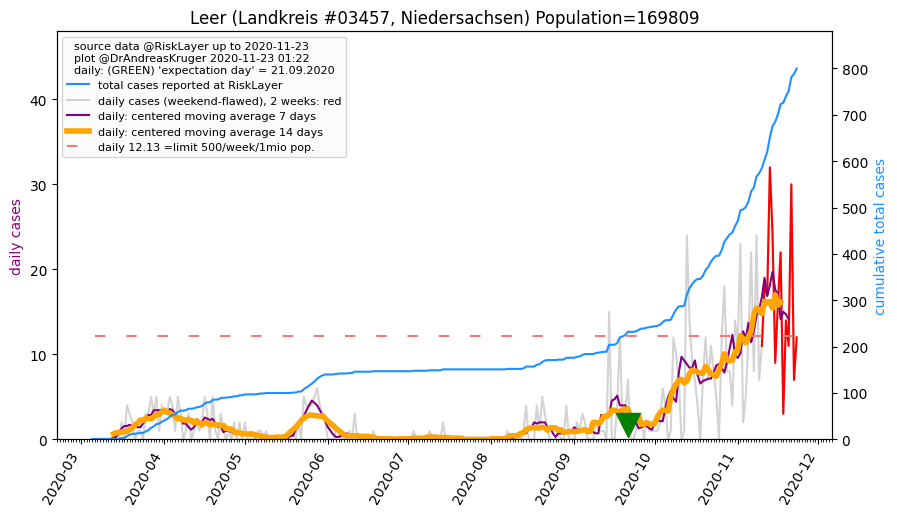 Leer (Landkreis #03457, Niedersachsen) Population=169809
source data @RiskLayer up to 2020-11-23
plot @DrAndreasKruger 2020-11-23 01:22
daily: (GREEN) 'expectation day' = 21.09.2020
total cases reported at RiskLayer
daily cases (weekend-flawed), 2 weeks: red
daily: centered moving average 7 days
daily: centered moving average 14 days
daily 12.13 =limit 500/week/1mio pop.
daily cases
40
30
20
10
0
800
700
600
500
400
300
200
100
0
cumulative total cases
2020-03
2020-04
2020-05
2020-06
2020-07
2020-08
2020-09
2020-10
2020-11
2020-12